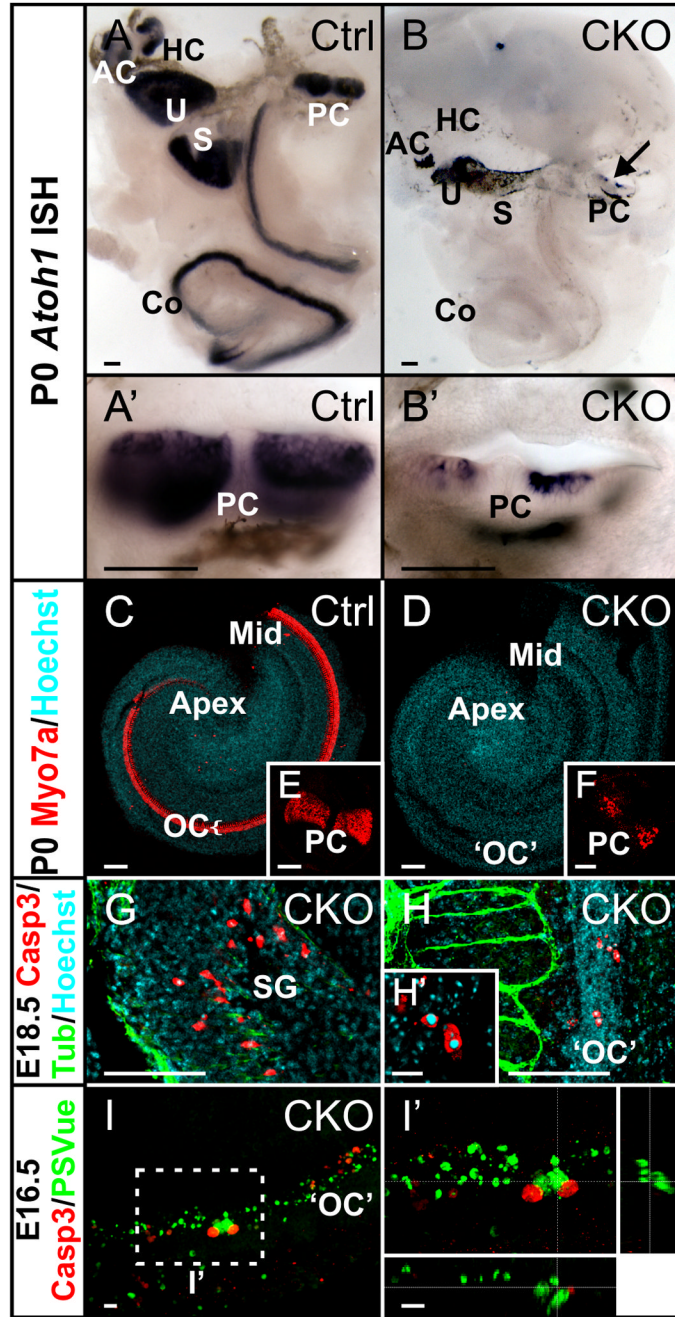 P0 Atoh1 ISH
A Ctrl
HC
AC
U
S
PC
Co
B CKO
HC
AC
U
S
PC
Co
A' Ctrl
PC
B' CKO
PC
P0 Myo7a/Hoechst
C Ctrl
Mid
Apex
OC{
E
PC
D CKO
Mid
Apex
'OC'
F
PC
E18.5 Casp3/
Tub/Hoechst
G CKO
SG
H CKO
H'
'OC'
E16.5
Casp3/PSVue
I CKO
'OC'
I'
I'